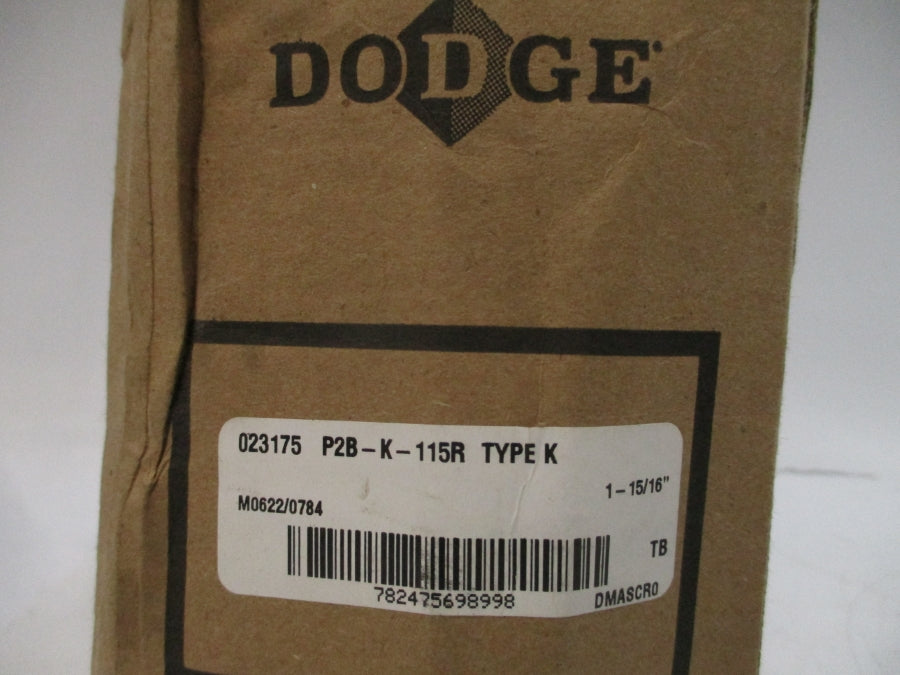 DODGE
023175 P2B-K-115R TYPE K
1-15/16"
M0622/0784
TB
782475698998
DMASCRO